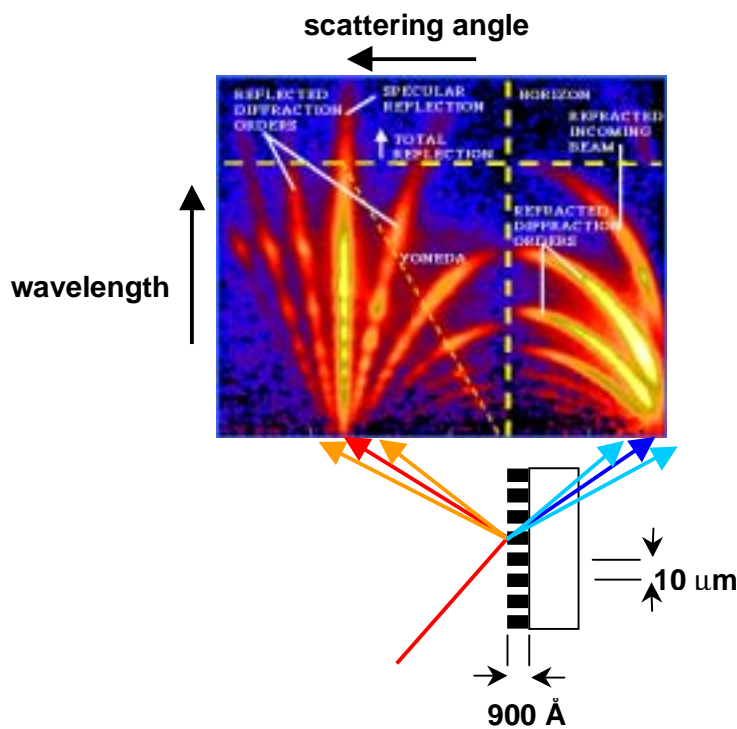 scattering angle
REFLECTED
DIFFRACTION
ORDERS
SPECULAR
REFLECTION
HORIZON
REFRACTED
INCOMING
BEAM
TOTAL
REFLECTION
REFRACTED
DIFFRACTION
ORDERS
YONEDA
wavelength
10 μm
900 Å